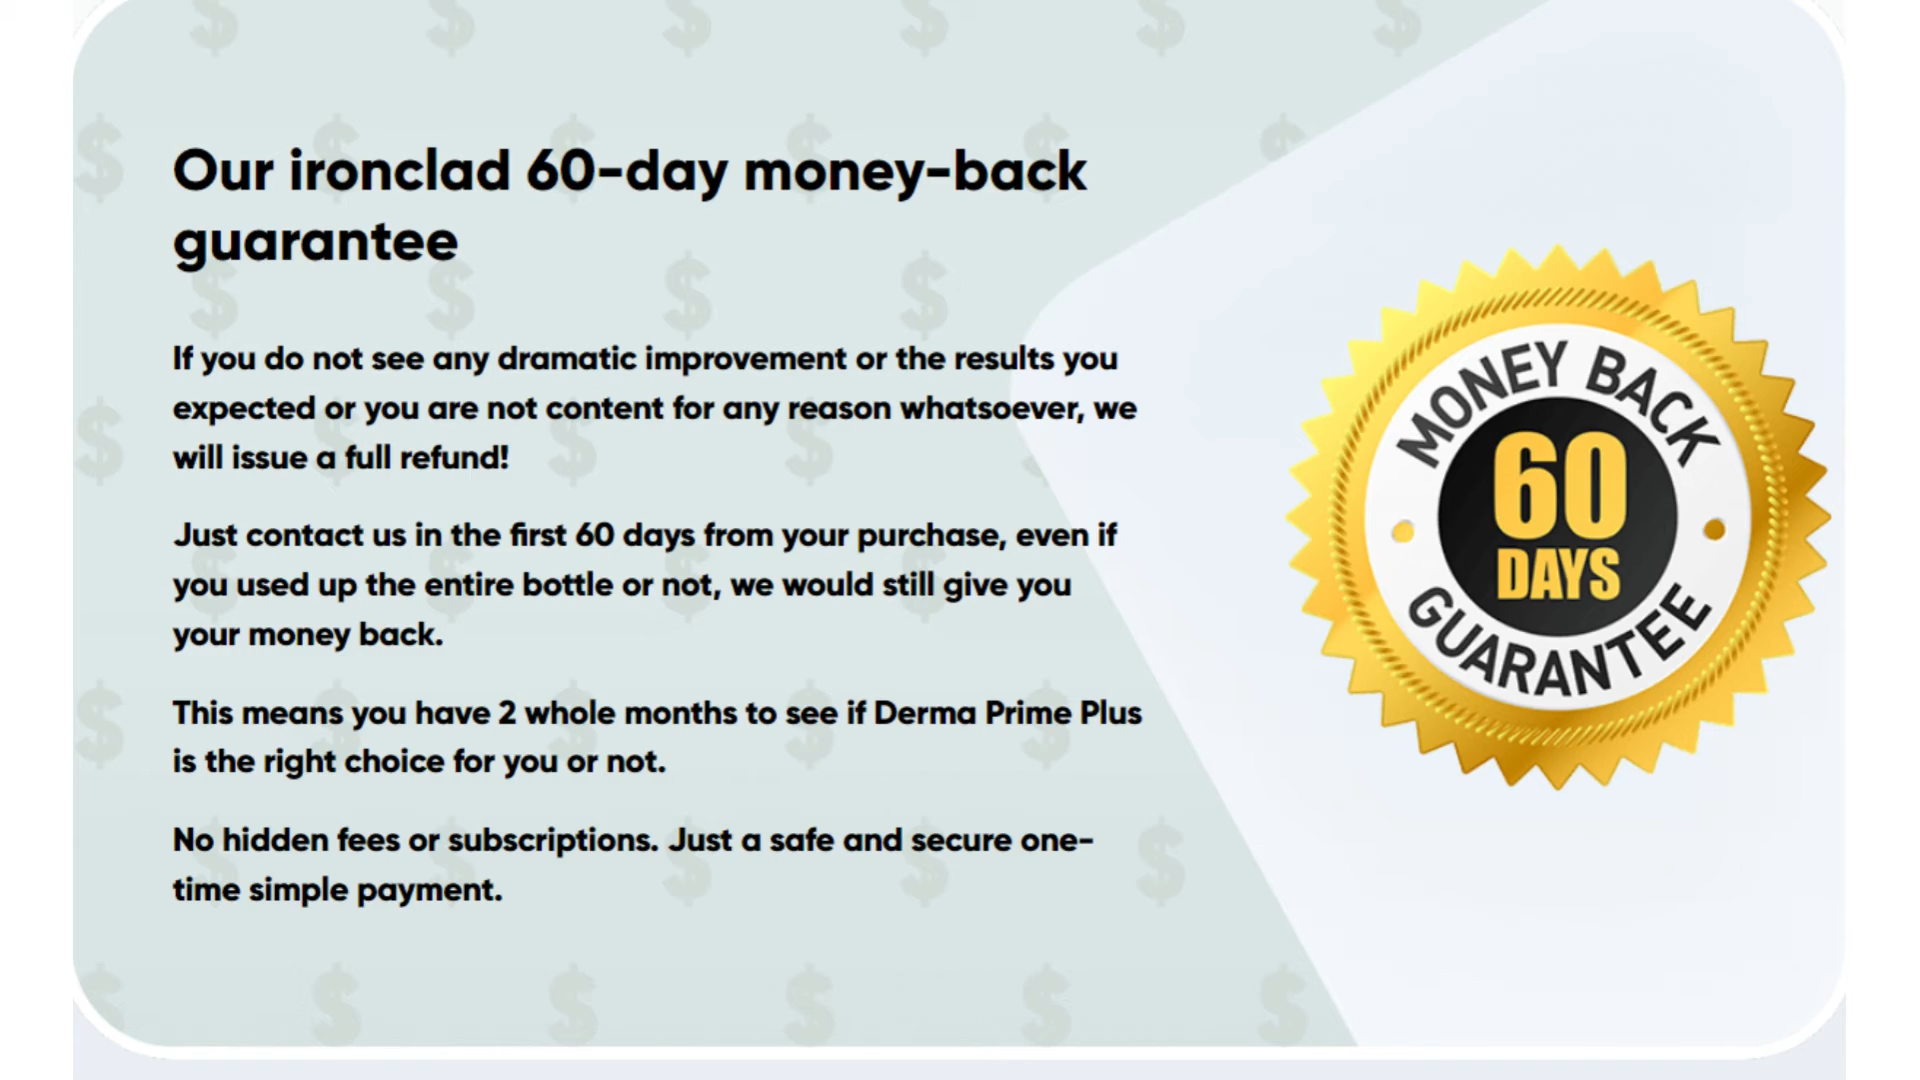 Our ironclad 60-day money-back
guarantee
If you do not see any dramatic improvement or the results you
expected or you are not content for any reason whatsoever, we
will issue a full refund!
Just contact us in the first 60 days from your purchase, even if
you used up the entire bottle or not, we would still give you
your money back.
This means you have 2 whole months to see if Derma Prime Plus
is the right choice for you or not.
No hidden fees or subscriptions. Just a safe and secure one-
time simple payment.
MONEY BACK
60
DAYS
GUARANTEE